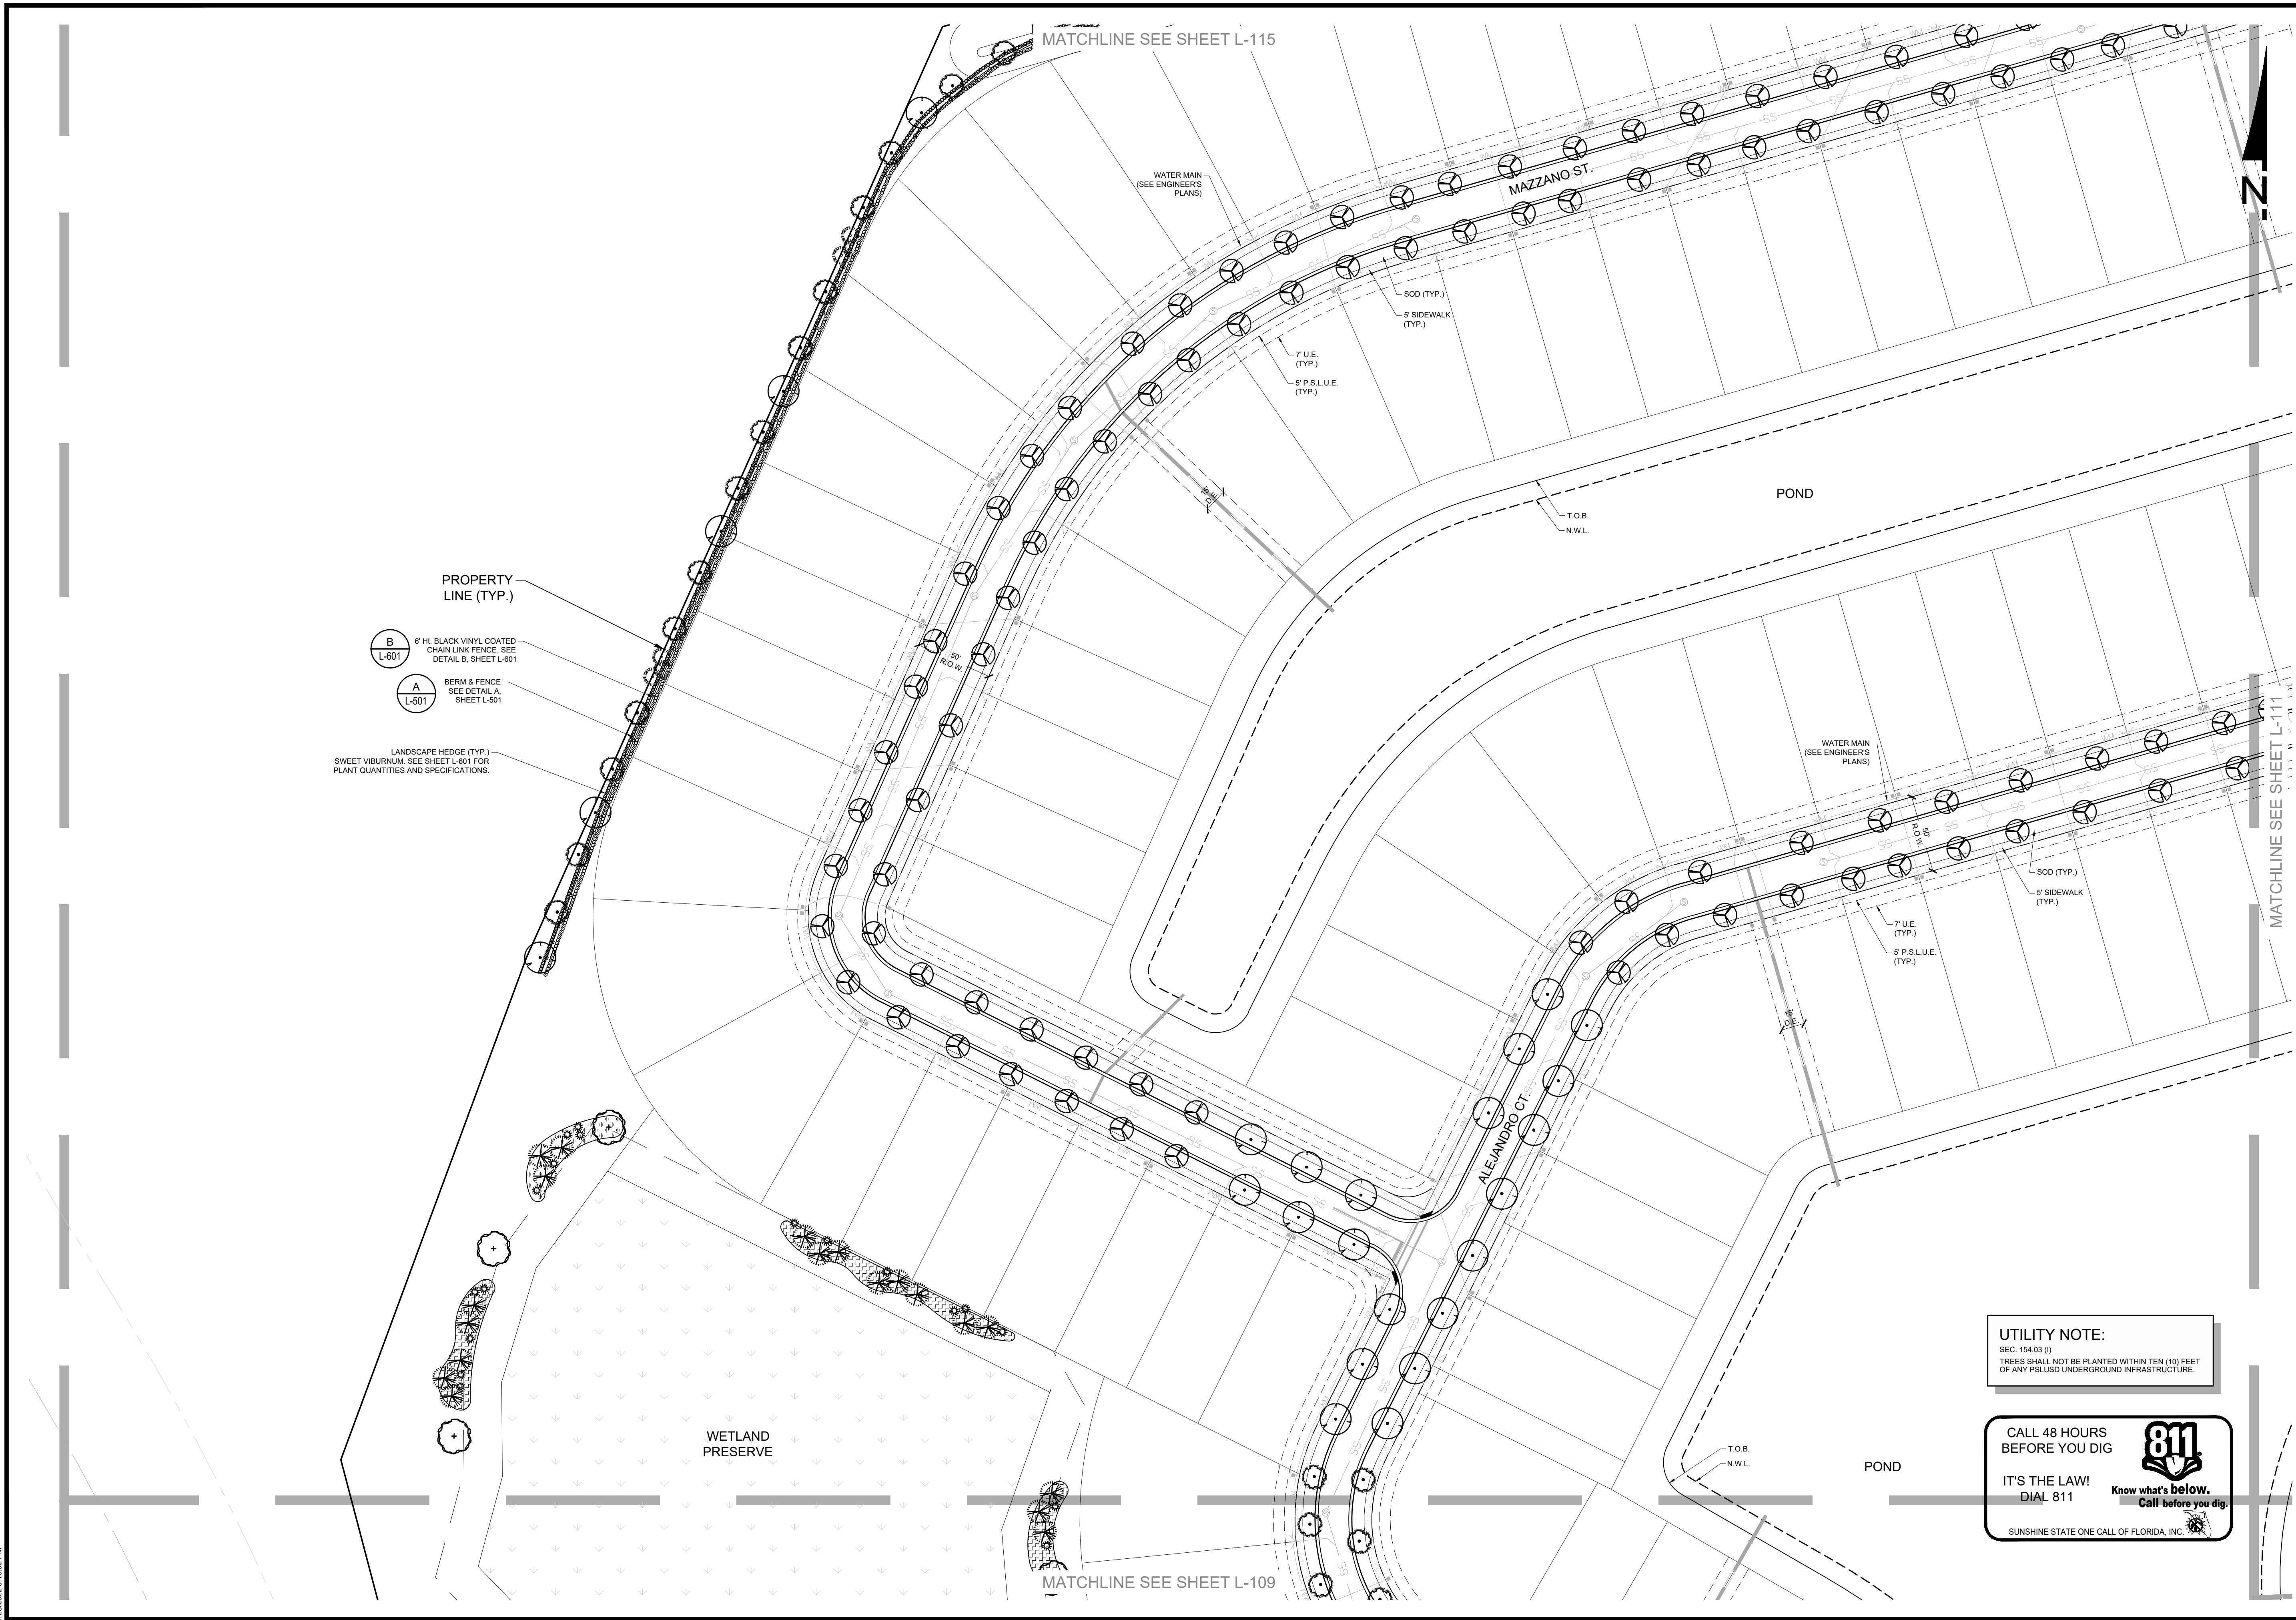 MATCHLINE SEE SHEET L-115
N
WATER MAIN
(SEE ENGINEER'S
PLANS)
MAZZANO ST.
SOD (TYP.)
5' SIDEWALK
(TYP.)
7' U.E.
(TYP.)
5' P.S.L.U.E.
(TYP.)
D.E.
POND
T.O.B.
N.W.L.
PROPERTY
LINE (TYP.)
B
L-601
6' Ht. BLACK VINYL COATED
CHAIN LINK FENCE. SEE
DETAIL B, SHEET L-601
A
L-501
BERM & FENCE
SEE DETAIL A,
SHEET L-501
50'
R.O.W.
LANDSCAPE HEDGE (TYP.)
SWEET VIBURNUM. SEE SHEET L-601 FOR
PLANT QUANTITIES AND SPECIFICATIONS.
WATER MAIN
(SEE ENGINEER'S
PLANS)
50'
R.O.W.
MATCHLINE SEE SHEET L-111
SOD (TYP.)
5' SIDEWALK
(TYP.)
7' U.E.
(TYP.)
5' P.S.L.U.E.
(TYP.)
15'
D.E.
ALEJANDRO CT.
WETLAND
PRESERVE
T.O.B.
N.W.L.
POND
UTILITY NOTE:
SEC. 154.03 (I)
TREES SHALL NOT BE PLANTED WITHIN TEN (10) FEET
OF ANY PSLUSD UNDERGROUND INFRASTRUCTURE.
CALL 48 HOURS
BEFORE YOU DIG
IT'S THE LAW!
DIAL 811
811
Know what's below.
Call before you dig.
SUNSHINE STATE ONE CALL OF FLORIDA, INC.
MATCHLINE SEE SHEET L-109